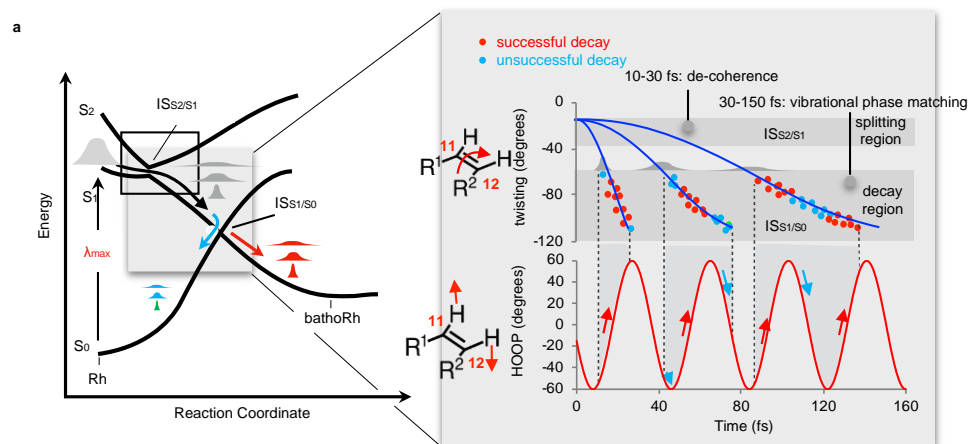 a
S2
ISS2/S1
S1
Energy
λmax
ISS1/S0
S0
Rh
bathoRh
Reaction Coordinate
successful decay
unsuccessful decay
10-30 fs: de-coherence
30-150 fs: vibrational phase matching
0
-40
-80
-120
twisting (degrees)
ISS2/S1
splitting
region
decay
region
ISS1/S0
11
H
R1
H
R2
12
60
40
20
0
-20
-40
-60
HOOP (degrees)
H
11
H
R1
12
R2
0
40
80
120
160
Time (fs)